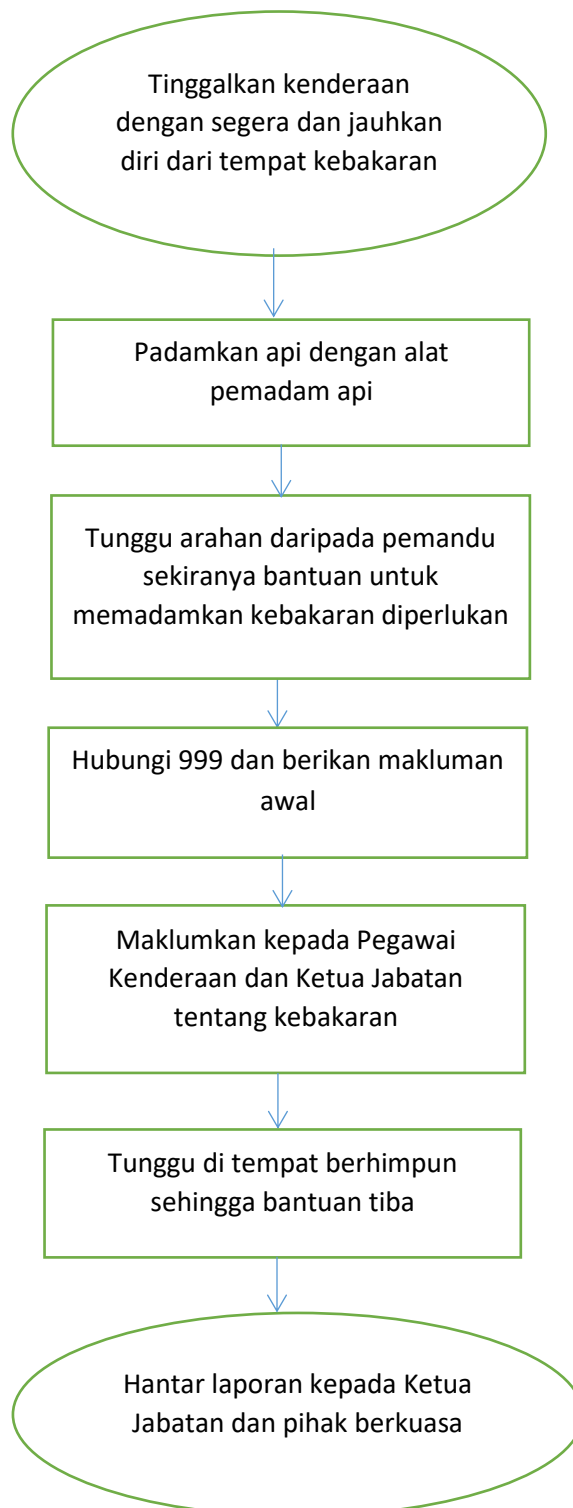 Tinggalkan kenderaan
dengan segera dan jauhkan
diri dari tempat kebakaran
Padamkan api dengan alat
pemadam api
Tunggu arahan daripada pemandu
sekiranya bantuan untuk
memadamkan kebakaran diperlukan
Hubungi 999 dan berikan makluman
awal
Maklumkan kepada Pegawai
Kenderaan dan Ketua Jabatan
tentang kebakaran
Tunggu di tempat berhimpun
sehingga bantuan tiba
Hantar laporan kepada Ketua
Jabatan dan pihak berkuasa